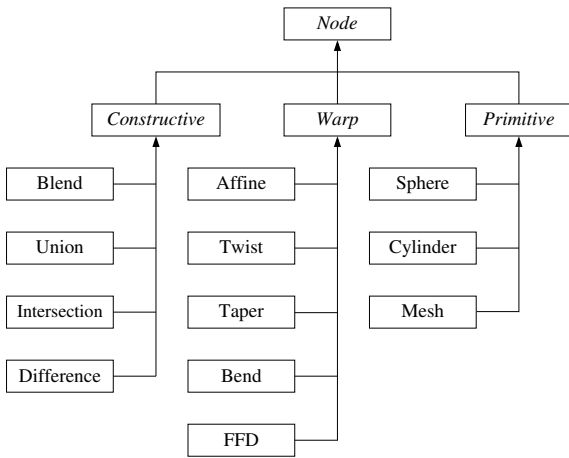 Node
Constructive
Warp
Primitive
Blend
Affine
Sphere
Union
Twist
Cylinder
Intersection
Taper
Mesh
Difference
Bend
FFD